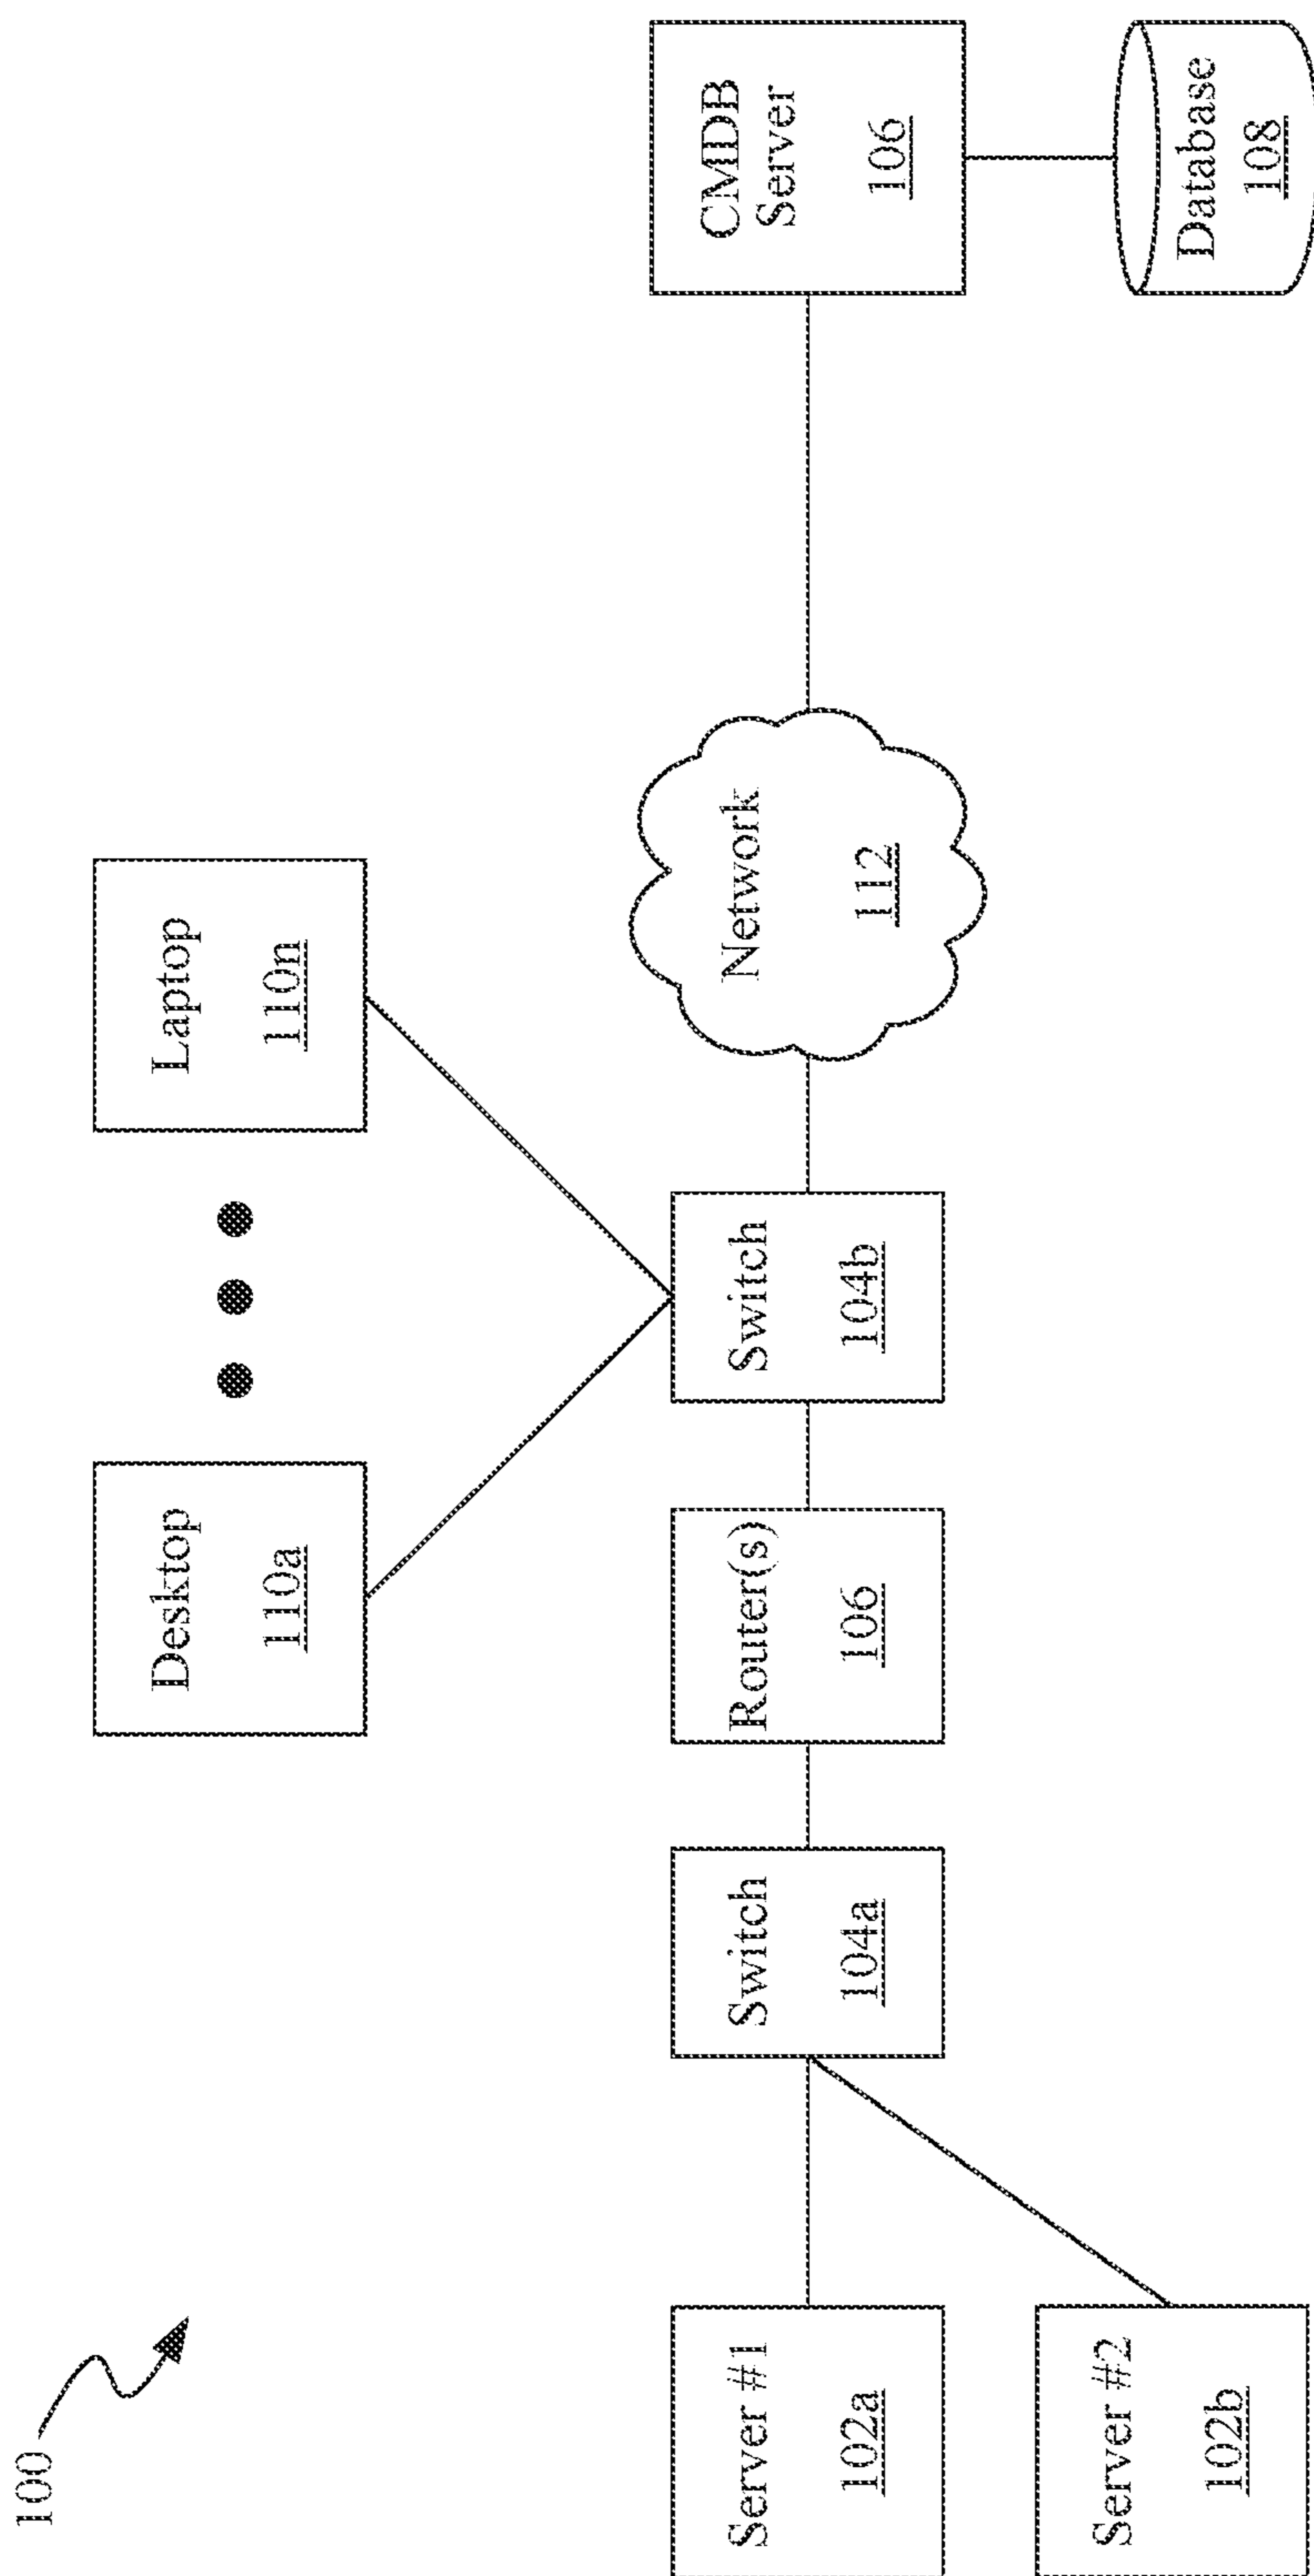 100
Desktop
110a
Laptop
110n
Server #1
102a
Switch
104a
Router(s)
106
Switch
104b
Network
112
CMDB
Server
106
Server #2
102b
Database
108